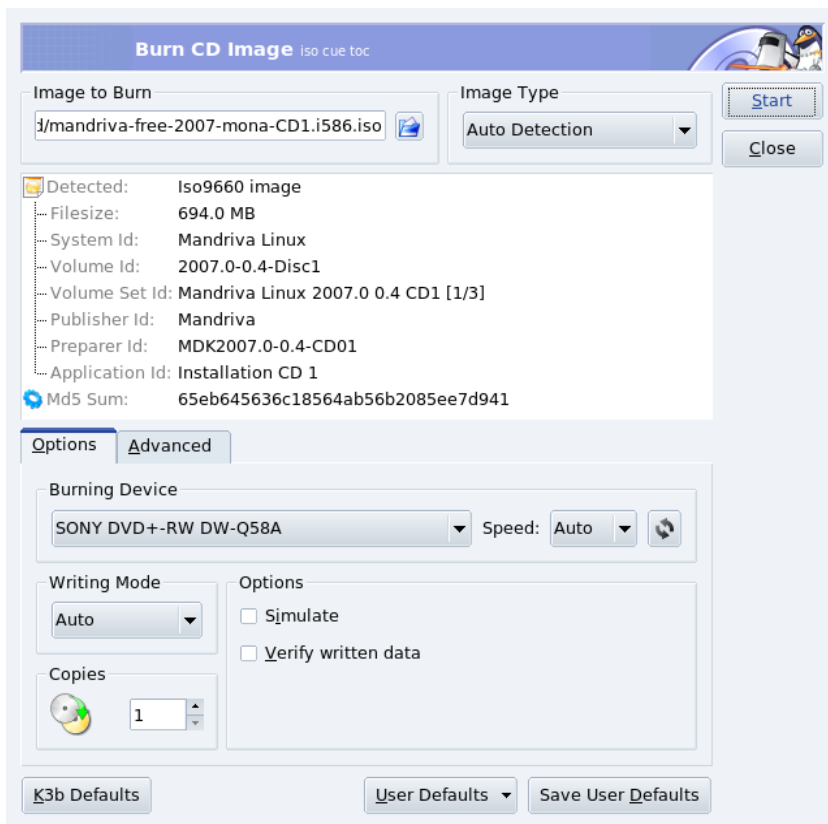 Burn CD Image iso cue toc
Image to Burn
Image Type
d/mandriva-free-2007-mona-CD1.i586.iso
Auto Detection
Start
Close
Detected: Iso9660 image
Filesize: 694.0 MB
System Id: Mandriva Linux
Volume Id: 2007.0-0.4-Disc1
Volume Set Id: Mandriva Linux 2007.0 0.4 CD1 [1/3]
Publisher Id: Mandriva
Preparer Id: MDK2007.0-0.4-CD01
Application Id: Installation CD 1
Md5 Sum: 65eb645636c18564ab56b2085ee7d941
Options
Advanced
Burning Device
SONY DVD+-RW DW-Q58A
Speed: Auto
Writing Mode
Auto
Options
Simulate
Verify written data
Copies
1
K3b Defaults
User Defaults
Save User Defaults